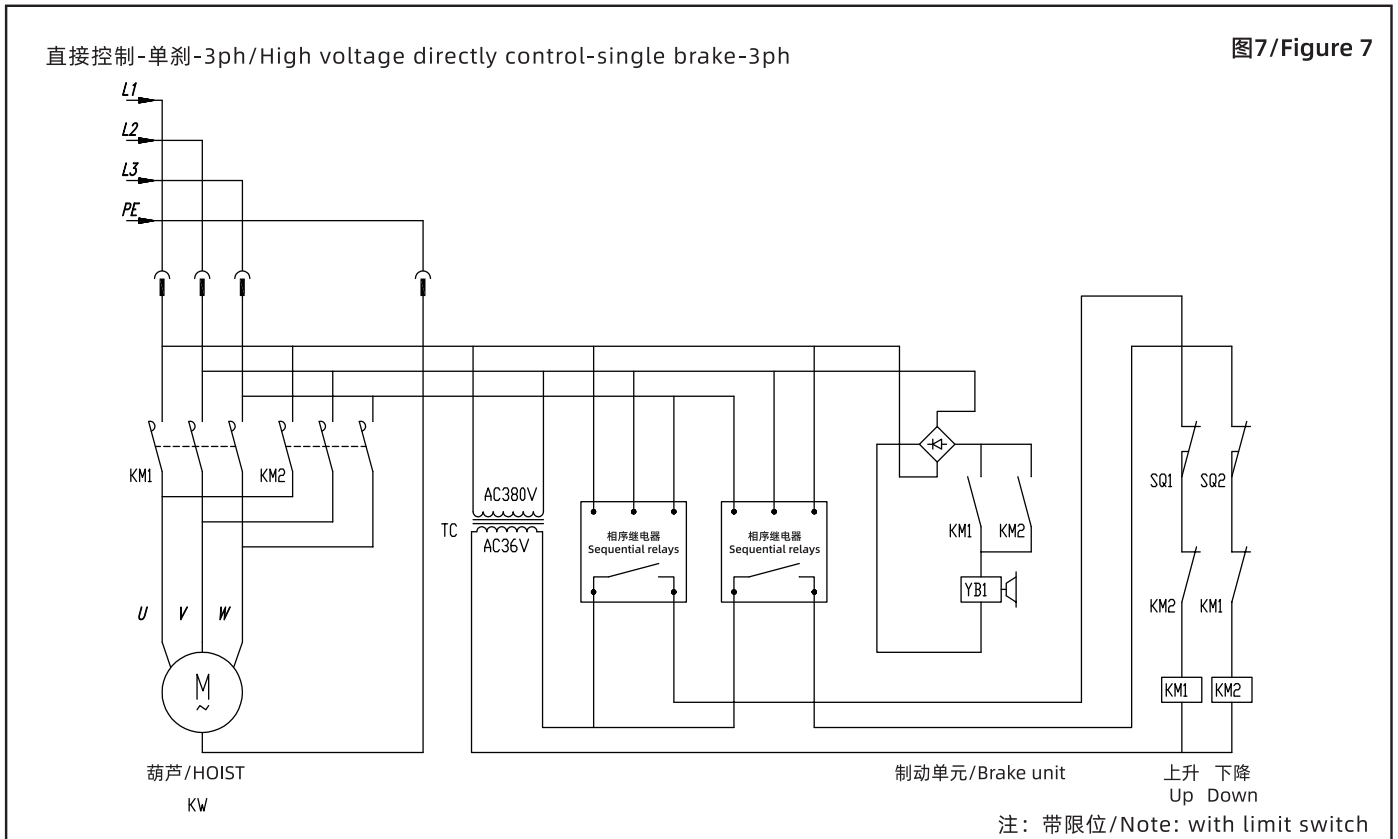 直接控制-单刹-3ph/High voltage directly control-single brake-3ph
图7/Figure 7
L1
L2
L3
PE
KM1
KM2
TC
AC380V
AC36V
相序继电器
Sequential relays
相序继电器
Sequential relays
KM1
KM2
YB1
SQ1
SQ2
KM2
KM1
KM1
KM2
U
V
W
M
~
葫芦/HOIST
KW
制动单元/Brake unit
上升
Up
下降
Down
注：带限位/Note: with limit switch